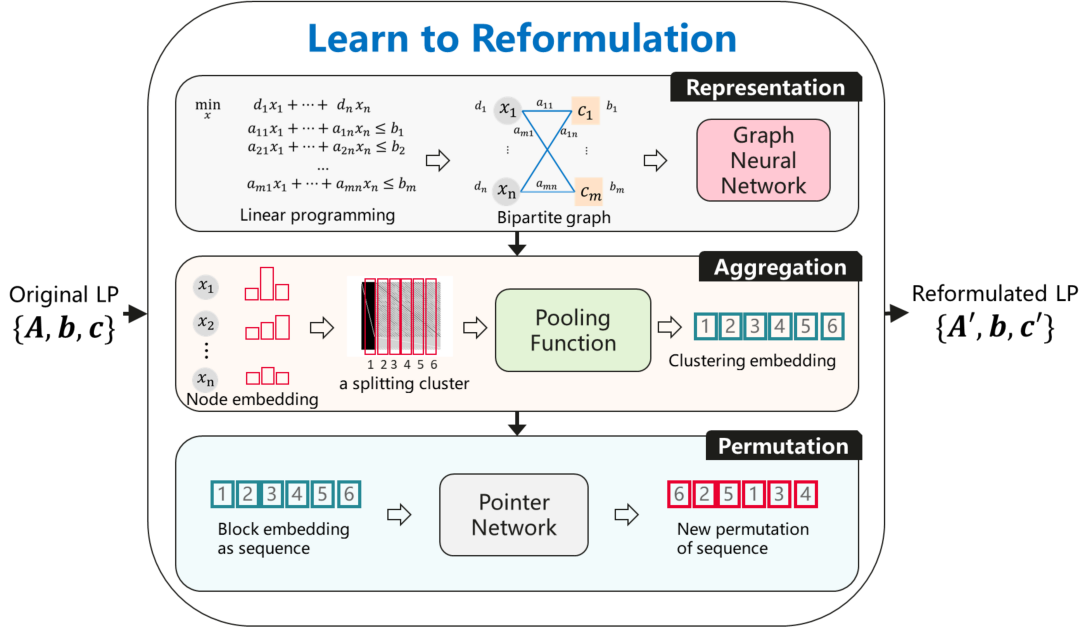 Learn to Reformulation
Representation
min x d₁x₁ + ⋯ + dₙxₙ
a₁₁x₁ + ⋯ + a₁ₙxₙ ≤ b₁
a₂₁x₁ + ⋯ + a₂ₙxₙ ≤ b₂
...
aₘ₁x₁ + ⋯ + aₘₙxₙ ≤ bₘ
Linear programming
d₁ x₁ a₁₁ c₁ b₁
aₘ₁ a₁ₙ
⋮ ⋮
dₙ xₙ aₘₙ cₘ bₘ
Bipartite graph
Graph
Neural
Network
Aggregation
x₁
x₂
⋮
xₙ
Node embedding
1 2 3 4 5 6
a splitting cluster
Pooling
Function
1 2 3 4 5 6
Clustering embedding
Original LP
{A, b, c}
Reformulated LP
{A′, b, c′}
Permutation
1 2 3 4 5 6
Block embedding
as sequence
Pointer
Network
6 2 5 1 3 4
New permutation
of sequence